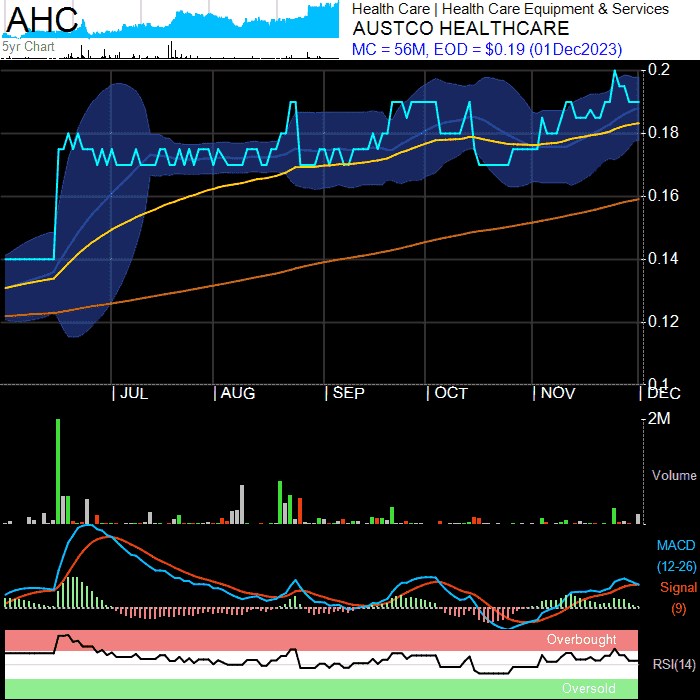 AHC
5yr Chart
Health Care | Health Care Equipment & Services
AUSTCO HEALTHCARE
MC = 56M, EOD = $0.19 (01Dec2023)
0.2
0.18
0.16
0.14
0.12
0.1
| JUL | AUG | SEP | OCT | NOV | DEC
2M
Volume
MACD
(12-26)
Signal
(9)
Overbought
RSI(14)
Oversold